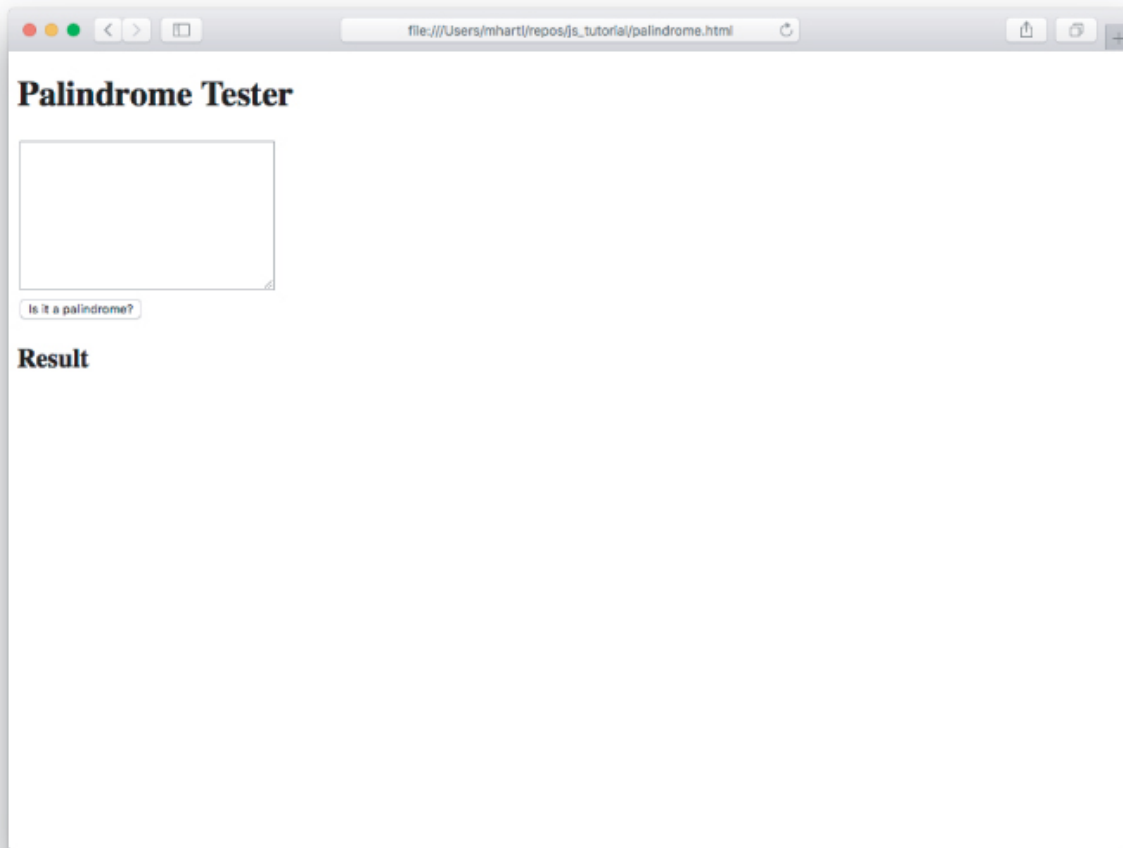 file:///Users/mhartl/repos/js_tutorial/palindrome.html
Palindrome Tester
Is it a palindrome?
Result